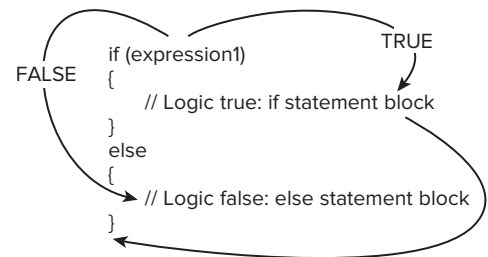 TRUE
if (expression1)
FALSE
{
// Logic true: if statement block
}
else
{
// Logic false: else statement block
}